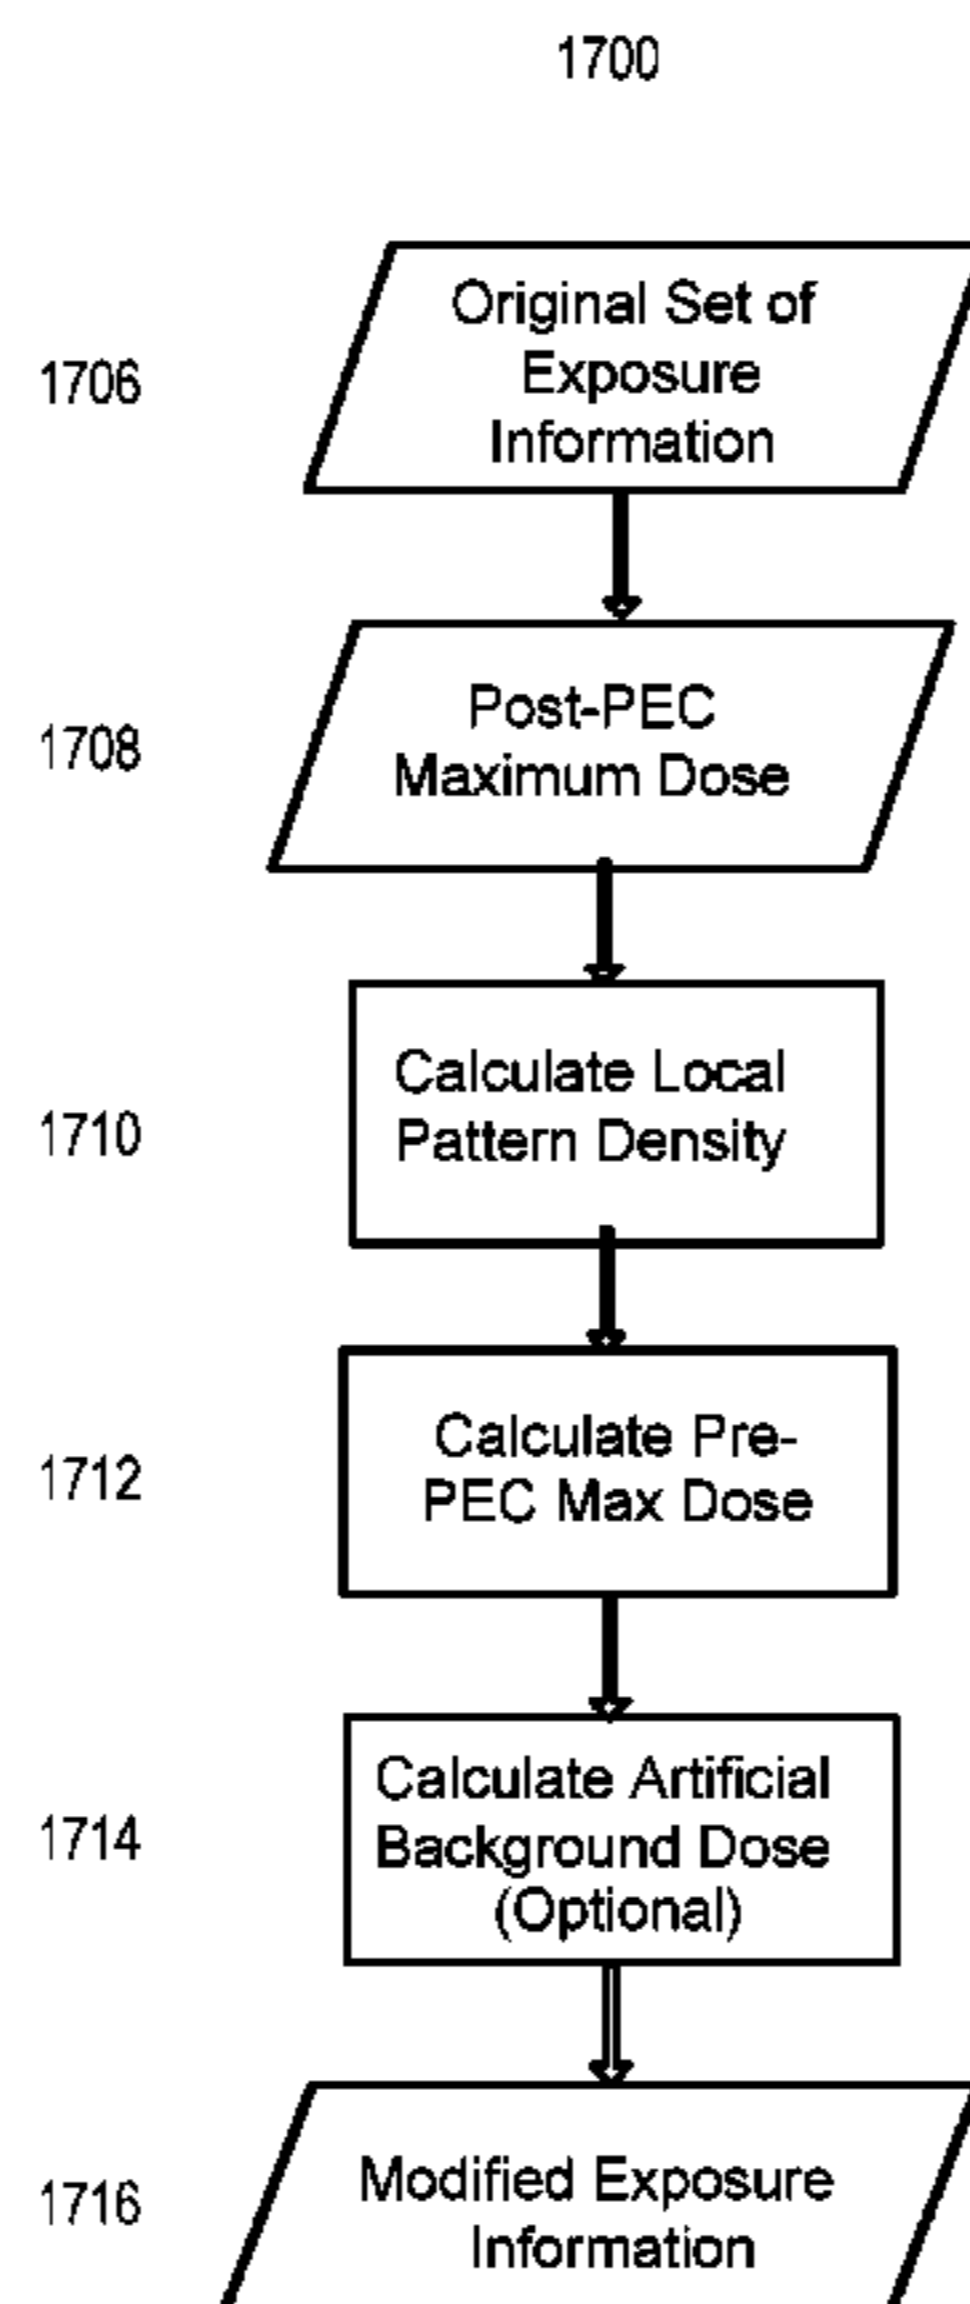 1700
1706
Original Set of
Exposure
Information
1708
Post-PEC
Maximum Dose
1710
Calculate Local
Pattern Density
1712
Calculate Pre-
PEC Max Dose
1714
Calculate Artificial
Background Dose
(Optional)
1716
Modified Exposure
Information